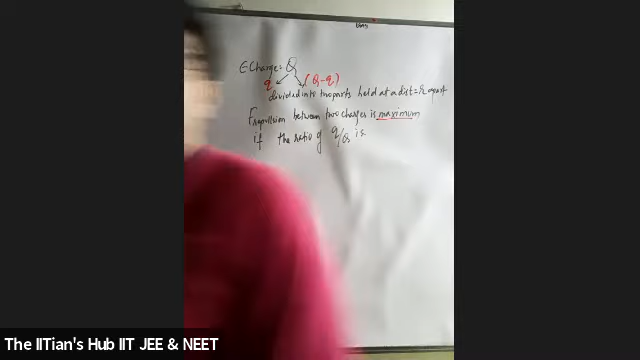 Charge = Q
q (Q-q)
divided into two parts held at a dist = r apart
Frepulsion between two charges is maximum
if the ratio of q/Q is
The IITian's Hub IIT JEE & NEET